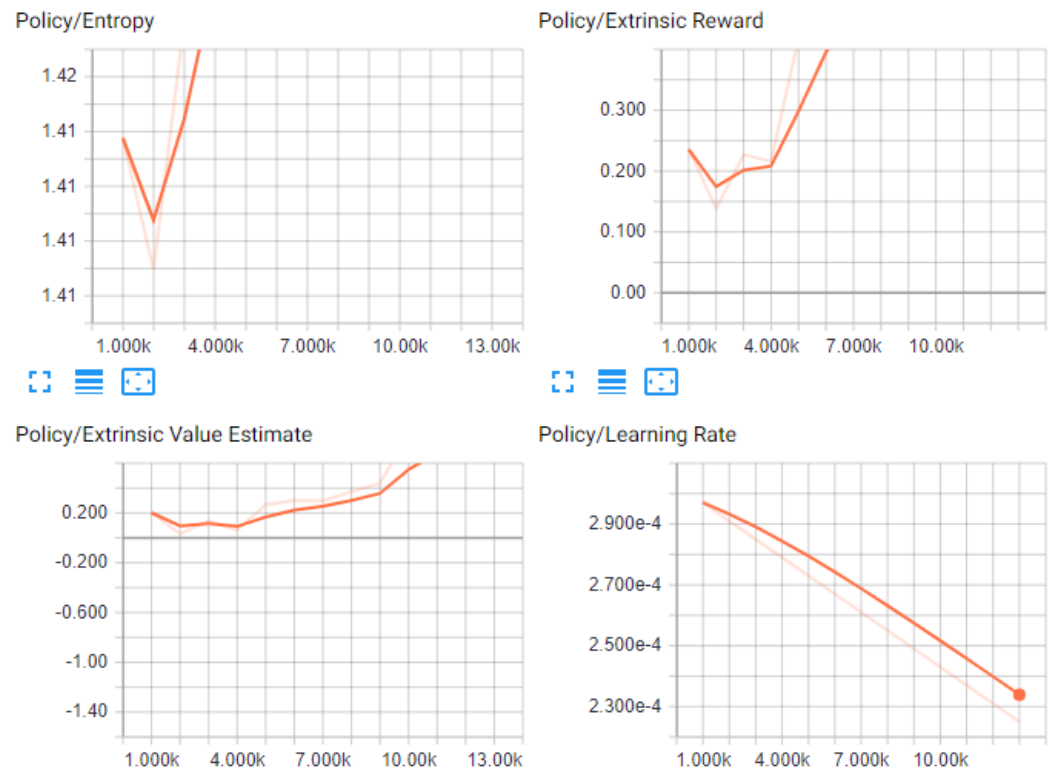 Policy/Entropy
1.42
1.41
1.41
1.41
1.41
1.000k 4.000k 7.000k 10.00k 13.00k
Policy/Extrinsic Reward
0.300
0.200
0.100
0.00
1.000k 4.000k 7.000k 10.00k
Policy/Extrinsic Value Estimate
0.200
-0.200
-0.600
-1.00
-1.40
1.000k 4.000k 7.000k 10.00k 13.00k
Policy/Learning Rate
2.900e-4
2.700e-4
2.500e-4
2.300e-4
1.000k 4.000k 7.000k 10.00k